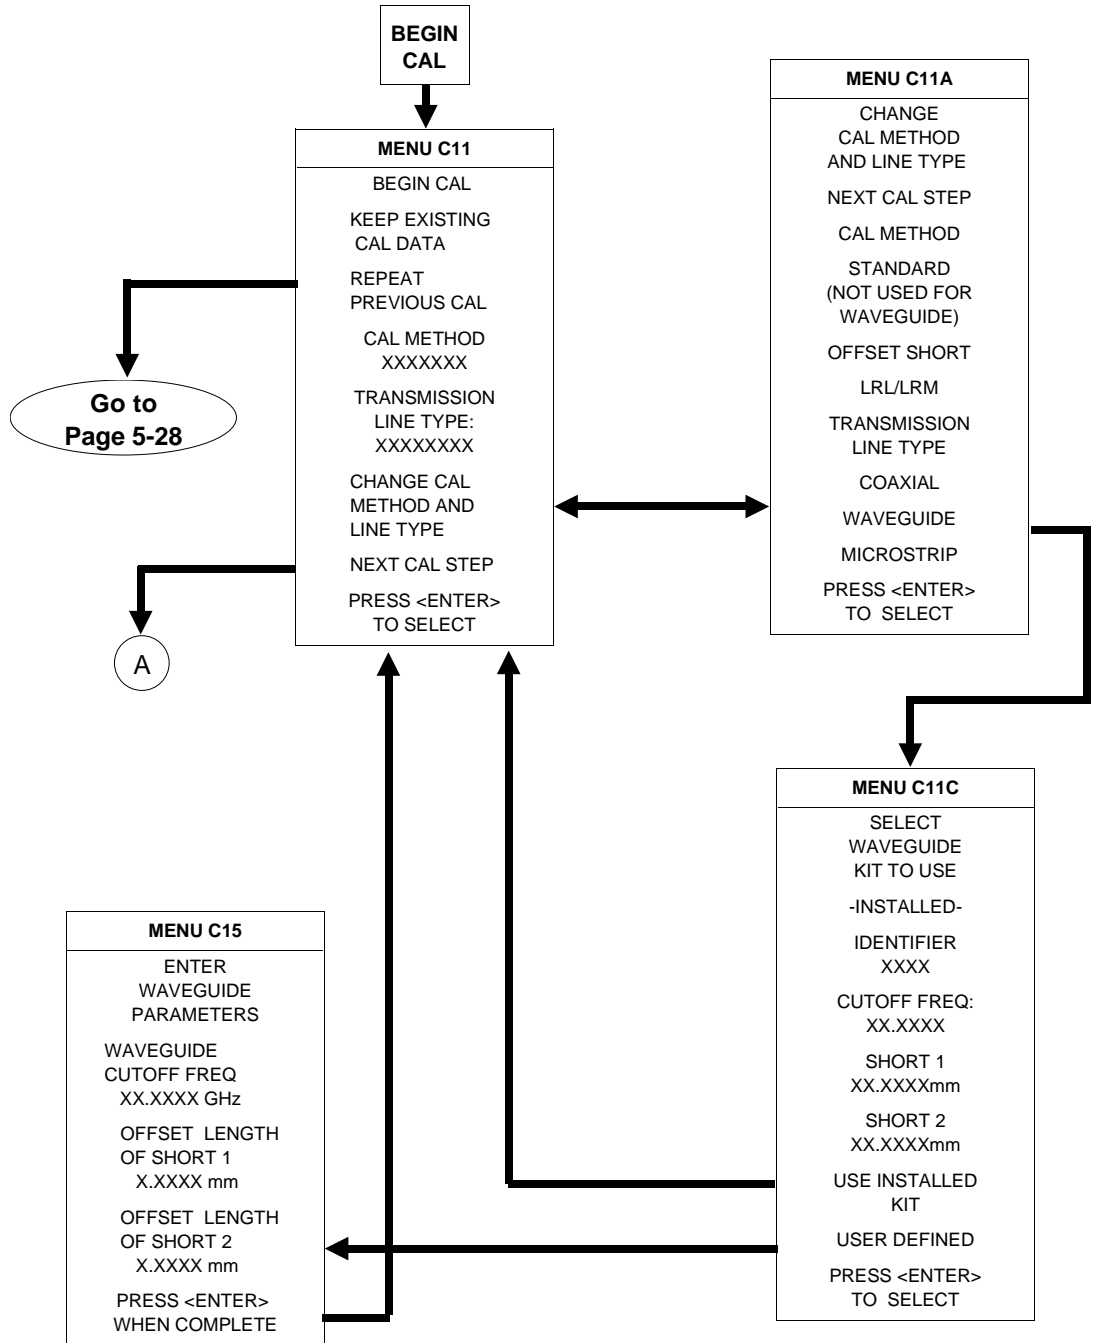 BEGIN
CAL
MENU C11
BEGIN CAL
KEEP EXISTING
CAL DATA
REPEAT
PREVIOUS CAL
CAL METHOD
XXXXXXX
TRANSMISSION
LINE TYPE:
XXXXXXXX
CHANGE CAL
METHOD AND
LINE TYPE
NEXT CAL STEP
PRESS <ENTER>
TO SELECT
Go to
Page 5-28
A
MENU C11A
CHANGE
CAL METHOD
AND LINE TYPE
NEXT CAL STEP
CAL METHOD
STANDARD
(NOT USED FOR
WAVEGUIDE)
OFFSET SHORT
LRL/LRM
TRANSMISSION
LINE TYPE
COAXIAL
WAVEGUIDE
MICROSTRIP
PRESS <ENTER>
TO SELECT
MENU C11C
SELECT
WAVEGUIDE
KIT TO USE
-INSTALLED-
IDENTIFIER
XXXX
CUTOFF FREQ:
XX.XXXX
SHORT 1
XX.XXXXmm
SHORT 2
XX.XXXXmm
USE INSTALLED
KIT
USER DEFINED
PRESS <ENTER>
TO SELECT
MENU C15
ENTER
WAVEGUIDE
PARAMETERS
WAVEGUIDE
CUTOFF FREQ
XX.XXXX GHz
OFFSET LENGTH
OF SHORT 1
X.XXXX mm
OFFSET LENGTH
OF SHORT 2
X.XXXX mm
PRESS <ENTER>
WHEN COMPLETE